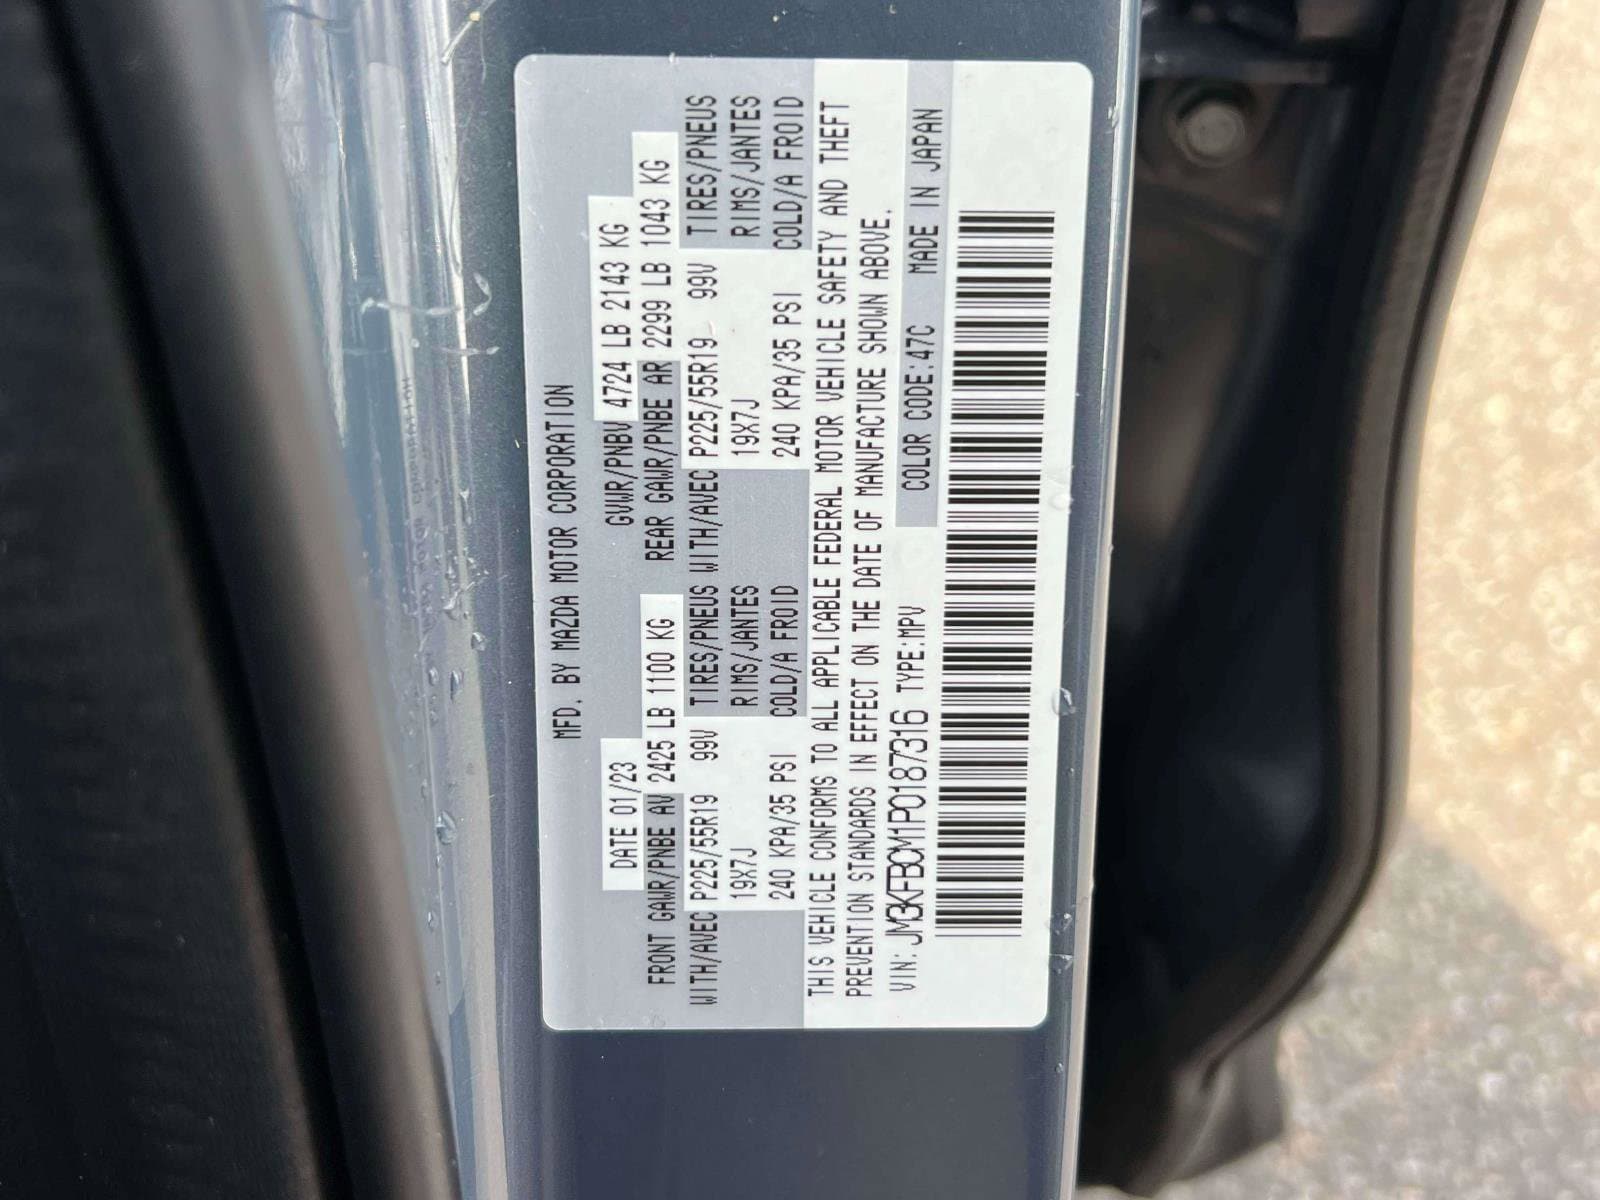 MFD. BY MAZDA MOTOR CORPORATION
DATE 01/23 GVWR/PNBV 4724 LB 2143 KG
FRONT GAWR/PNBE AV 2425 LB 1100 KG REAR GAWR/PNBE AR 2299 LB 1043 KG
WITH/AVEC P225/55R19 99V TIRES/PNEUS WITH/AVEC P225/55R19 99V TIRES/PNEUS
19X7J RIMS/JANTES 19X7J RIMS/JANTES
240 KPA/35 PSI COLD/A FROID 240 KPA/35 PSI COLD/A FROID
THIS VEHICLE CONFORMS TO ALL APPLICABLE FEDERAL MOTOR VEHICLE SAFETY AND THEFT
PREVENTION STANDARDS IN EFFECT ON THE DATE OF MANUFACTURE SHOWN ABOVE.
VIN: JM3KFBCM1P0187316 TYPE:MPV COLOR CODE:47C MADE IN JAPAN